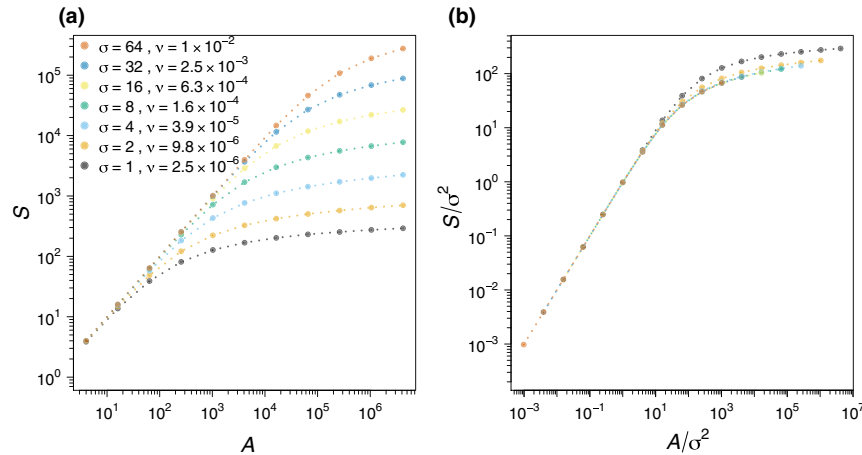 (a)
S
10⁵
10⁴
10³
10²
10¹
10⁰
σ = 64 , ν = 1 × 10⁻²
σ = 32 , ν = 2.5 × 10⁻³
σ = 16 , ν = 6.3 × 10⁻⁴
σ = 8 , ν = 1.6 × 10⁻⁴
σ = 4 , ν = 3.9 × 10⁻⁵
σ = 2 , ν = 9.8 × 10⁻⁶
σ = 1 , ν = 2.5 × 10⁻⁶
10¹ 10² 10³ 10⁴ 10⁵ 10⁶
A
(b)
S/σ²
10²
10¹
10⁰
10⁻¹
10⁻²
10⁻³
10⁻³ 10⁻¹ 10¹ 10³ 10⁵ 10⁷
A/σ²